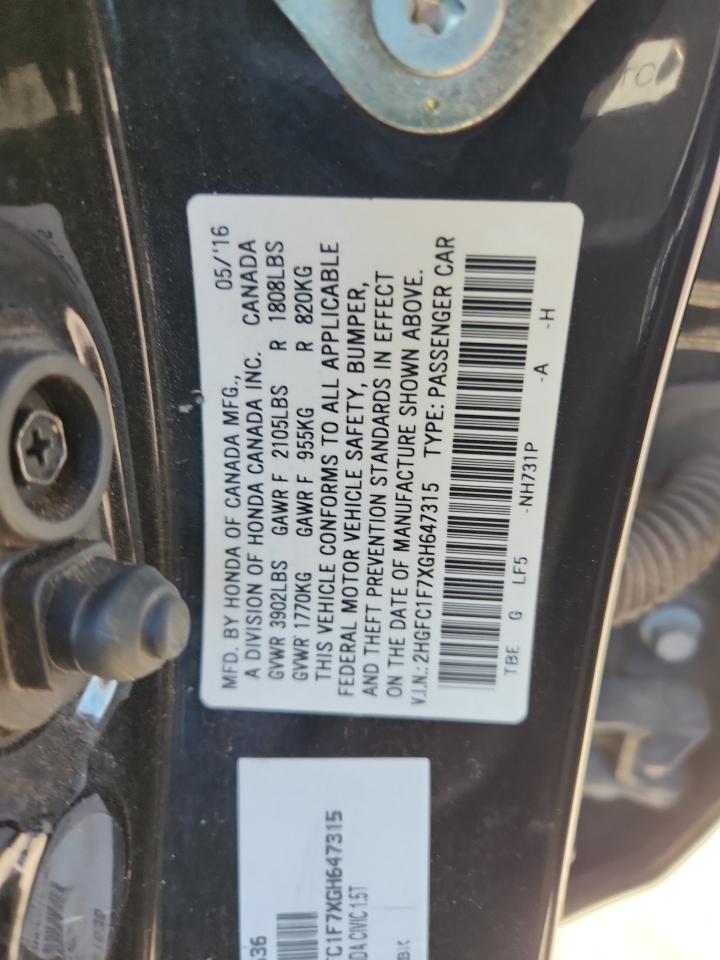 MFD. BY HONDA OF CANADA MFG., 05/'16
A DIVISION OF HONDA CANADA INC. CANADA
GVWR 3902LBS GAWR F 2105LBS R 1808LBS
GVWR 1770KG GAWR F 955KG R 820KG
THIS VEHICLE CONFORMS TO ALL APPLICABLE
FEDERAL MOTOR VEHICLE SAFETY, BUMPER,
AND THEFT PREVENTION STANDARDS IN EFFECT
ON THE DATE OF MANUFACTURE SHOWN ABOVE.
V.I.N.: 2HGFC1F7XGH647315 TYPE: PASSENGER CAR
TBE G LF5 -NH731P -A -H
636
FC1F7XGH647315
DA CIVIC 1.5T
TC